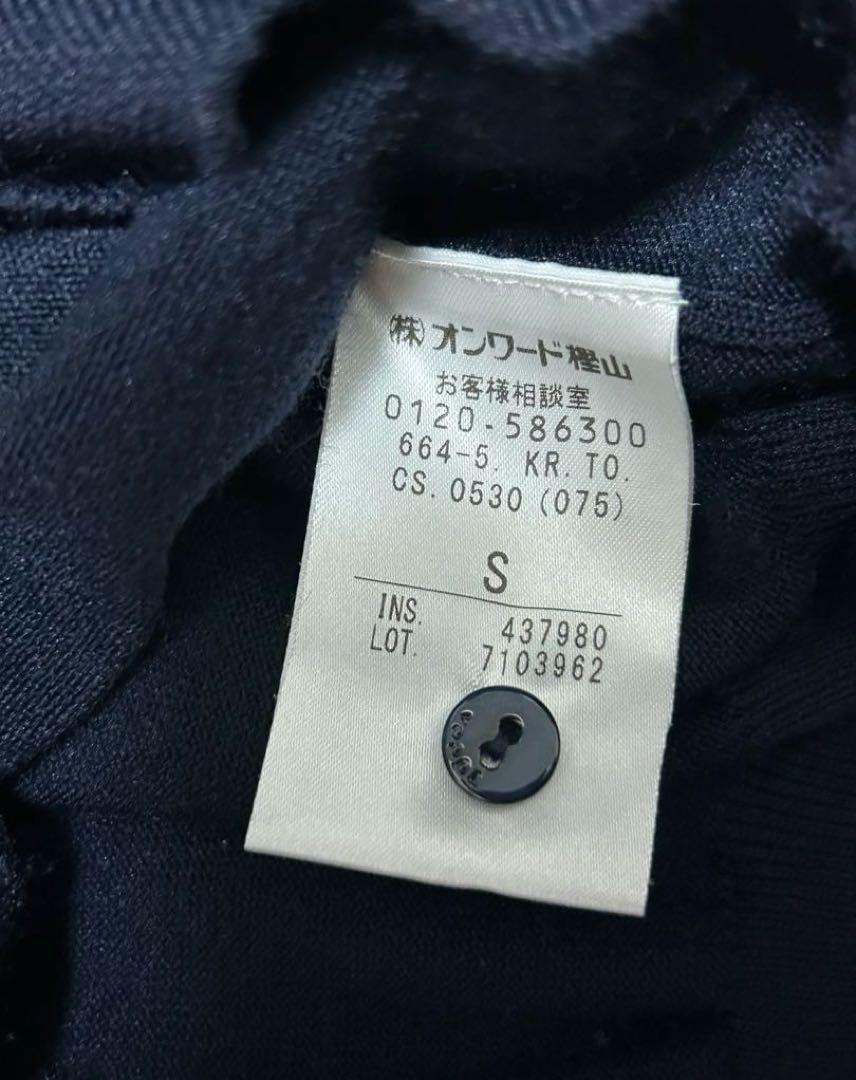 (株)オンワード樫山
お客様相談室
0120-586300
664-5. KR. TO.
CS. 0530 (075)
S
INS. 437980
LOT. 7103962